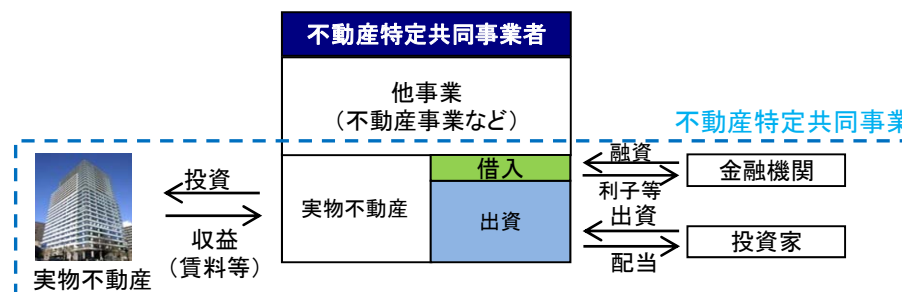 不動産特定共同事業者
他事業
（不動産事業など）
不動産特定共同事業
投資
収益
（賃料等）
実物不動産
実物不動産
借入
出資
融資
利子等
出資
配当
金融機関
投資家